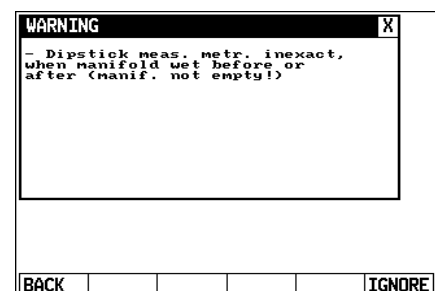 WARNING X
- Dipstick meas. metr. inexact,
when manifold wet before or
after (manif. not empty!)
BACK IGNORE